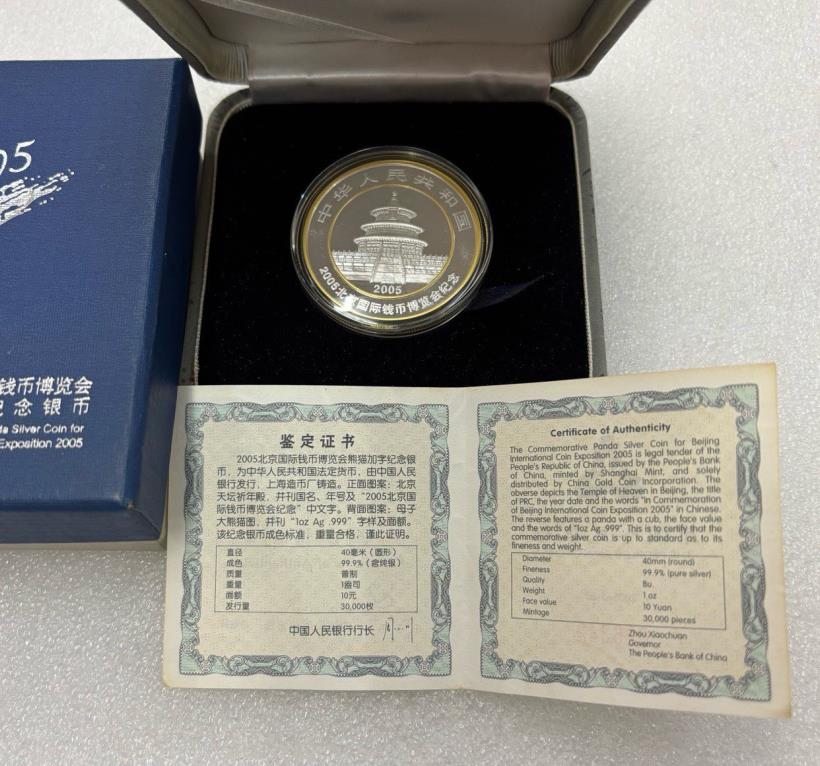 05
钱币博览会
念银币
Silver Coin for
Exposition 2005
中华人民共和国
2005
2005北京国际钱币博览会纪念
鉴定证书
2005北京国际钱币博览会熊猫加字纪念银
币，为中华人民共和国法定货币，由中国人民
银行发行，上海造币厂铸造。正面图案：北京
天坛祈年殿，并刊国名、年号及“2005北京国
际钱币博览会纪念”中文字。背面图案：母子
大熊猫图，并刊“1oz Ag .999”字样及面额。
该纪念银币成色标准，重量合格，谨此证明。
直径 40毫米（圆形）
成色 99.9%（含纯银）
质量 普制
重量 1盎司
面额 10元
发行量 30,000枚
中国人民银行行长
Certificate of Authenticity
The Commemorative Panda Silver Coin for Beijing
International Coin Exposition 2005 is legal tender of the
People's Republic of China, issued by the People's Bank
of China, minted by Shanghai Mint, and solely
distributed by China Gold Coin Incorporation. The
obverse depicts the Temple of Heaven in Beijing, the title
of PRC, the year date and the words "In Commemoration
of Beijing International Coin Exposition 2005" in Chinese.
The reverse features a panda with a cub, the face value
and the words of "1oz Ag .999". This is to certify that the
commemorative silver coin is up to standard as to its
fineness and weight.
Diameter 40mm (round)
Fineness 99.9% (pure silver)
Quality Bu.
Weight 1 oz
Face value 10 Yuan
Mintage 30,000 pieces
Zhou Xiaochuan
Governor
The People's Bank of China